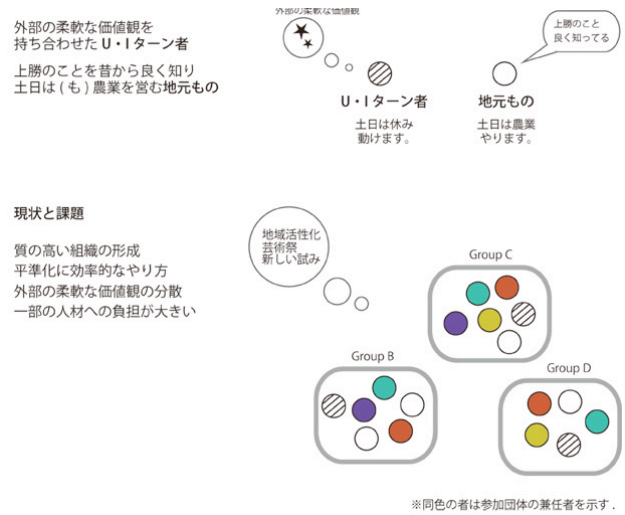 外部の柔軟な価値観を
持ち合わせた U・Iターン者
上勝のことを昔から良く知り
土日は ( も ) 農業を営む地元もの
外部の柔軟な価値観
上勝のこと
良く知ってる
U・Iターン者
土日は休み
動けます。
地元もの
土日は農業
やります。
現状と課題
質の高い組織の形成
平準化に効率的なやり方
外部の柔軟な価値観の分散
一部の人材への負担が大きい
地域活性化
芸術祭
新しい試み
Group C
Group B
Group D
※同色の者は参加団体の兼任者を示す .